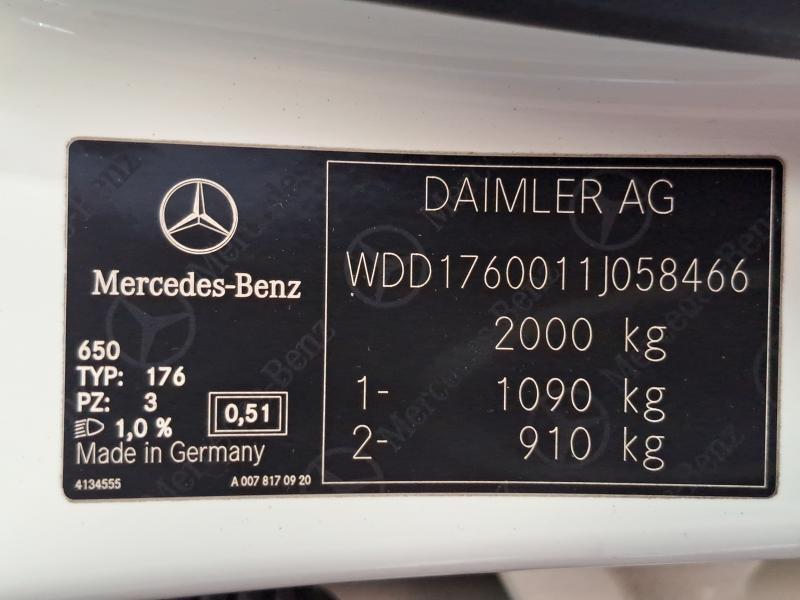 Mercedes-Benz
650
TYP: 176
PZ: 3
1,0 %
0,51
Made in Germany
4134555
A 007 817 09 20
DAIMLER AG
WDD1760011J058466
2000 kg
1- 1090 kg
2- 910 kg